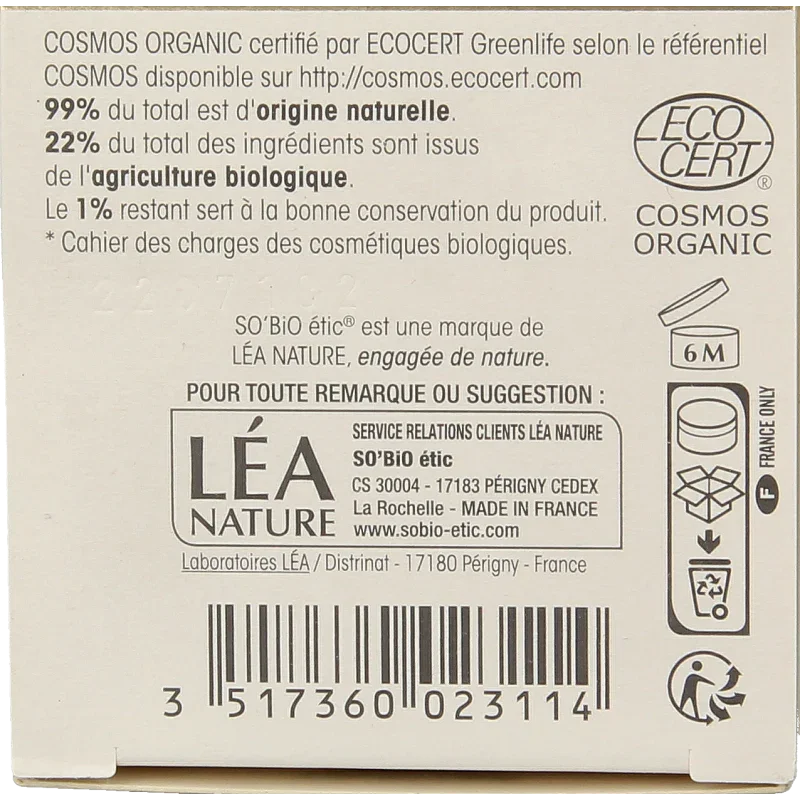 COSMOS ORGANIC certifié par ECOCERT Greenlife selon le référentiel
COSMOS disponible sur http://cosmos.ecocert.com
99% du total est d'origine naturelle.
22% du total des ingrédients sont issus
de l'agriculture biologique.
Le 1% restant sert à la bonne conservation du produit.
* Cahier des charges des cosmétiques biologiques.
ECO
CERT®
COSMOS
ORGANIC
SO'BiO étic® est une marque de
LÉA NATURE, engagée de nature.
6 M
POUR TOUTE REMARQUE OU SUGGESTION :
LÉA
NATURE
SERVICE RELATIONS CLIENTS LÉA NATURE
SO'BiO étic
CS 30004 - 17183 PÉRIGNY CEDEX
La Rochelle - MADE IN FRANCE
www.sobio-etic.com
Laboratoires LÉA / Distrinat - 17180 Périgny - France
F FRANCE ONLY
3 517360 023114